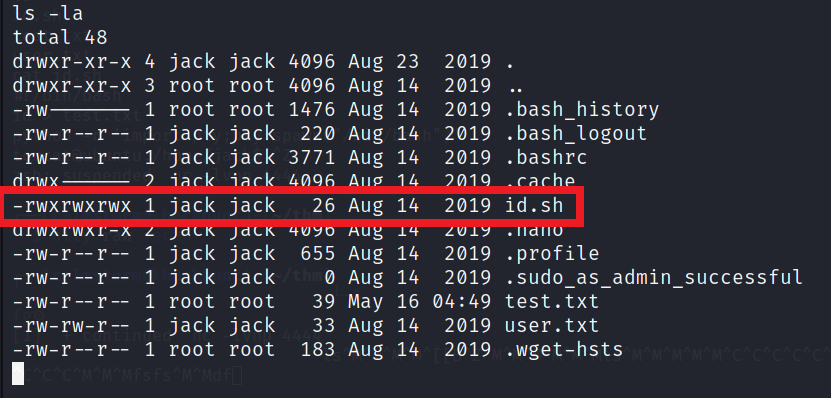 ls -la
total 48
drwxr-xr-x 4 jack jack 4096 Aug 23  2019 .
drwxr-xr-x 3 root root 4096 Aug 14  2019 ..
-rw------- 1 root root 1476 Aug 14  2019 .bash_history
-rw-r--r-- 1 jack jack  220 Aug 14  2019 .bash_logout
-rw-r--r-- 1 jack jack 3771 Aug 14  2019 .bashrc
drwx------ 2 jack jack 4096 Aug 14  2019 .cache
-rwxrwxrwx 1 jack jack   26 Aug 14  2019 id.sh
drwxrwxr-x 2 jack jack 4096 Aug 14  2019 .nano
-rw-r--r-- 1 jack jack  655 Aug 14  2019 .profile
-rw-r--r-- 1 jack jack    0 Aug 14  2019 .sudo_as_admin_successful
-rw-r--r-- 1 root root   39 May 16 04:49 test.txt
-rw-rw-r-- 1 jack jack   33 Aug 14  2019 user.txt
-rw-r--r-- 1 root root  183 Aug 14  2019 .wget-hsts